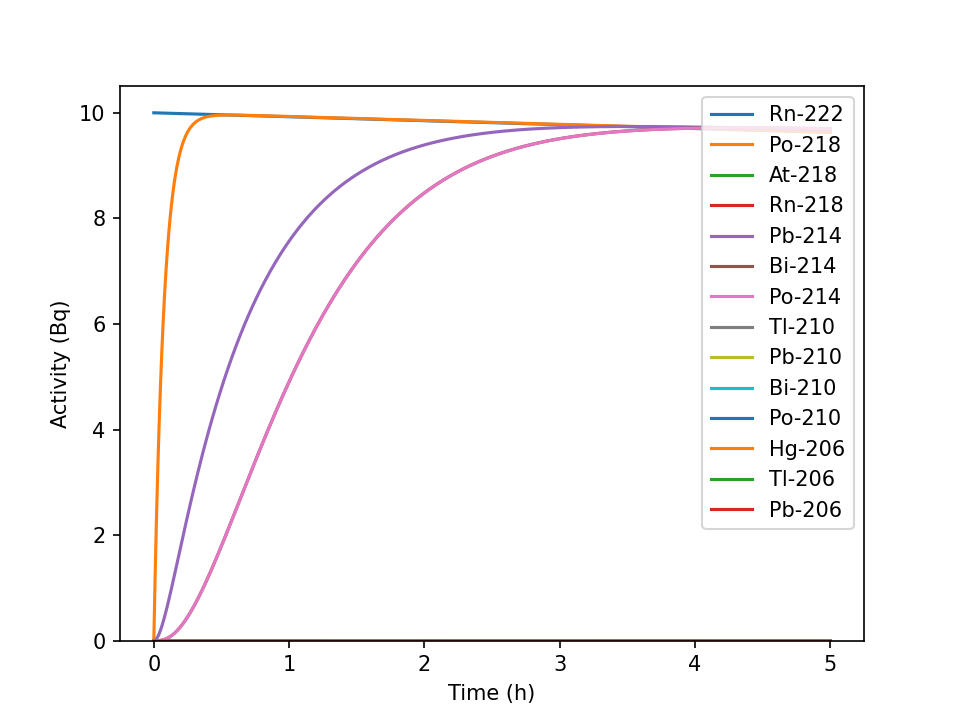 10
8
6
4
2
0
Activity (Bq)
0 1 2 3 4 5
Time (h)
Rn-222
Po-218
At-218
Rn-218
Pb-214
Bi-214
Po-214
Tl-210
Pb-210
Bi-210
Po-210
Hg-206
Tl-206
Pb-206